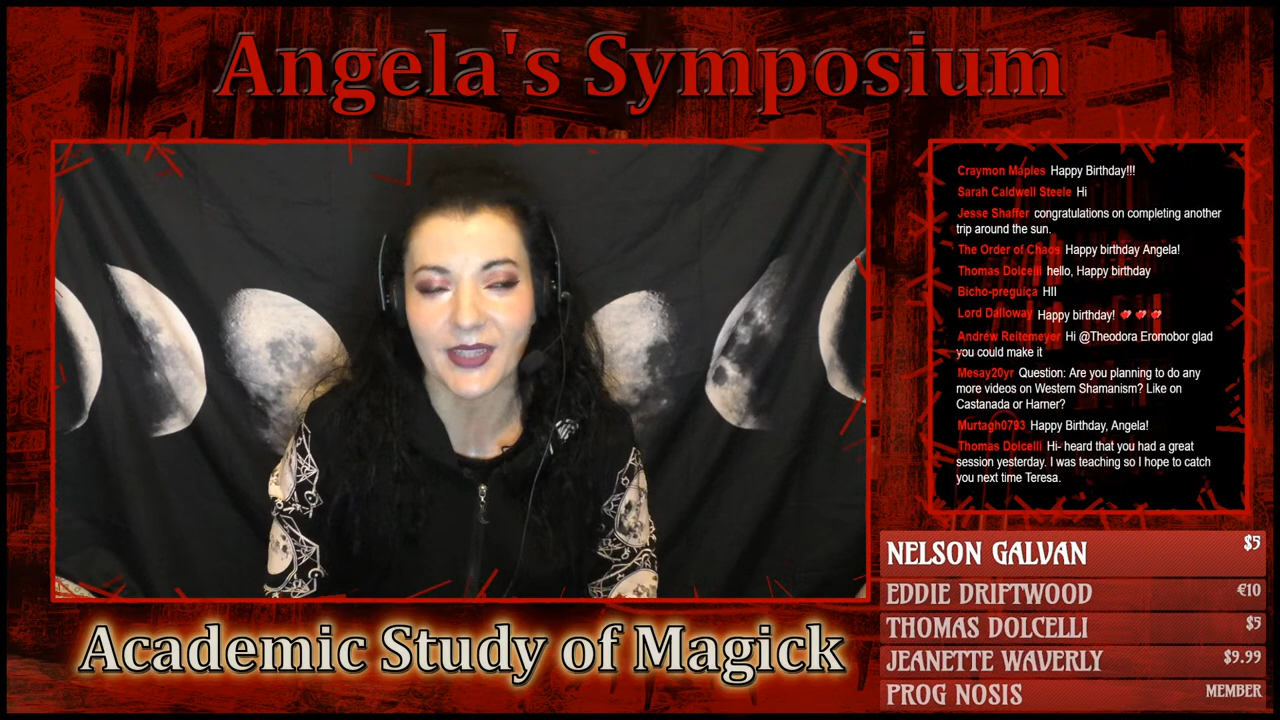 Angela's Symposium
Craymon Maples Happy Birthday!!!
Sarah Caldwell Steele Hi
Jesse Shaffer congratulations on completing another
trip around the sun.
The Order of Chaos Happy birthday Angela!
Thomas Dolcelli hello, Happy birthday
Bicho-preguiça HII
Lord Dalloway Happy birthday!
Andrew Reitemeyer Hi @Theodora Eromobor glad
you could make it
Mesay20yr Question: Are you planning to do any
more videos on Western Shamanism? Like on
Castanada or Harner?
Murtagh0793 Happy Birthday, Angela!
Thomas Dolcelli Hi- heard that you had a great
session yesterday. I was teaching so I hope to catch
you next time Teresa.
NELSON GALVAN $5
EDDIE DRIFTWOOD €10
THOMAS DOLCELLI $5
JEANETTE WAVERLY $9.99
PROG NOSIS MEMBER
Academic Study of Magick